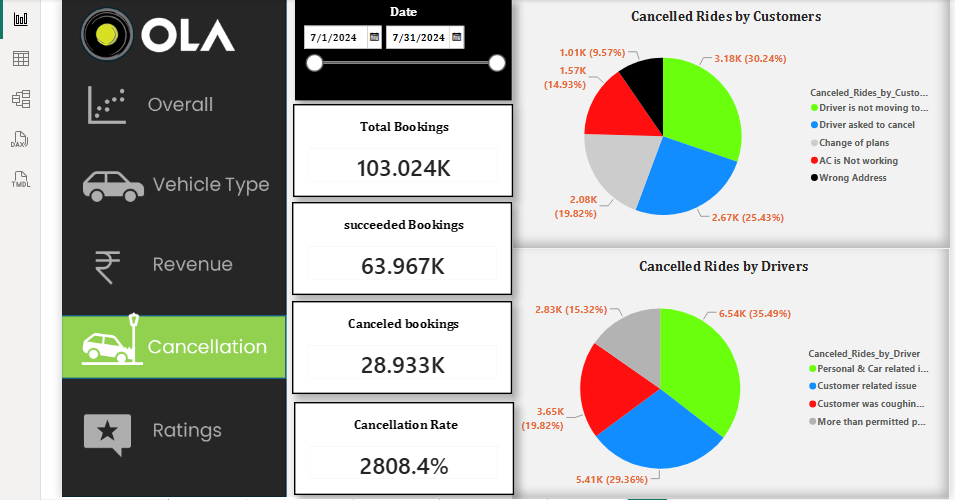 DAX
TMDL
OLA
Overall
Vehicle Type
Revenue
Cancellation
Ratings
Date
7/1/2024
7/31/2024
Total Bookings
103.024K
succeeded Bookings
63.967K
Canceled bookings
28.933K
Cancellation Rate
2808.4%
Cancelled Rides by Customers
1.01K (9.57%)
3.18K (30.24%)
1.57K
(14.93%)
2.08K
(19.82%)
2.67K (25.43%)
Canceled_Rides_by_Custo...
Driver is not moving to...
Driver asked to cancel
Change of plans
AC is Not working
Wrong Address
Cancelled Rides by Drivers
2.83K (15.32%)
6.54K (35.49%)
3.65K
(19.82%)
5.41K (29.36%)
Canceled_Rides_by_Driver
Personal & Car related i...
Customer related issue
Customer was coughin...
More than permitted p...